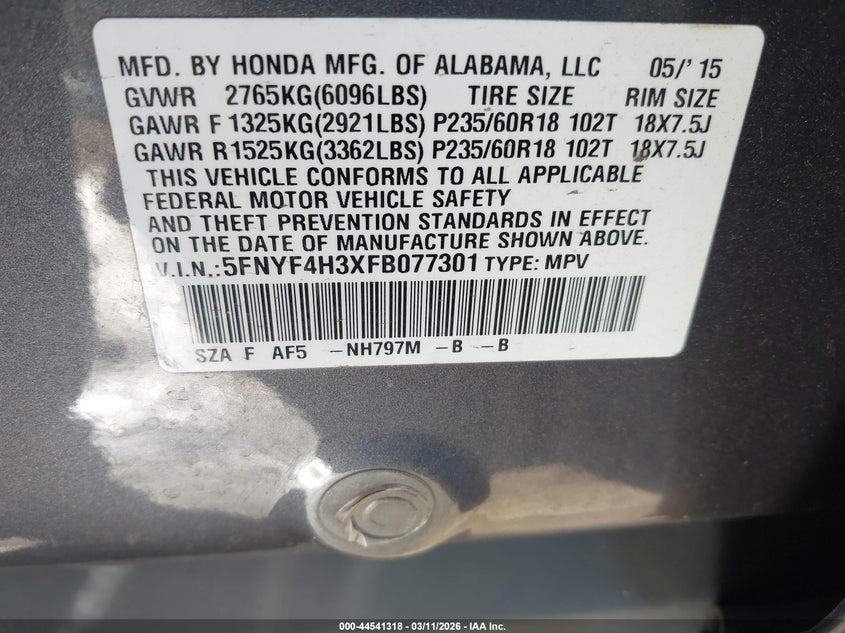 MFD. BY HONDA MFG. OF ALABAMA, LLC 05/'15
GVWR 2765KG(6096LBS) TIRE SIZE RIM SIZE
GAWR F 1325KG(2921LBS) P235/60R18 102T 18X7.5J
GAWR R 1525KG(3362LBS) P235/60R18 102T 18X7.5J
THIS VEHICLE CONFORMS TO ALL APPLICABLE
FEDERAL MOTOR VEHICLE SAFETY
AND THEFT PREVENTION STANDARDS IN EFFECT
ON THE DATE OF MANUFACTURE SHOWN ABOVE.
V.I.N.:5FNYF4H3XFB077301 TYPE: MPV
SZA F AF5 -NH797M -B -B
000-44541318 - 03/11/2026 - IAA Inc.